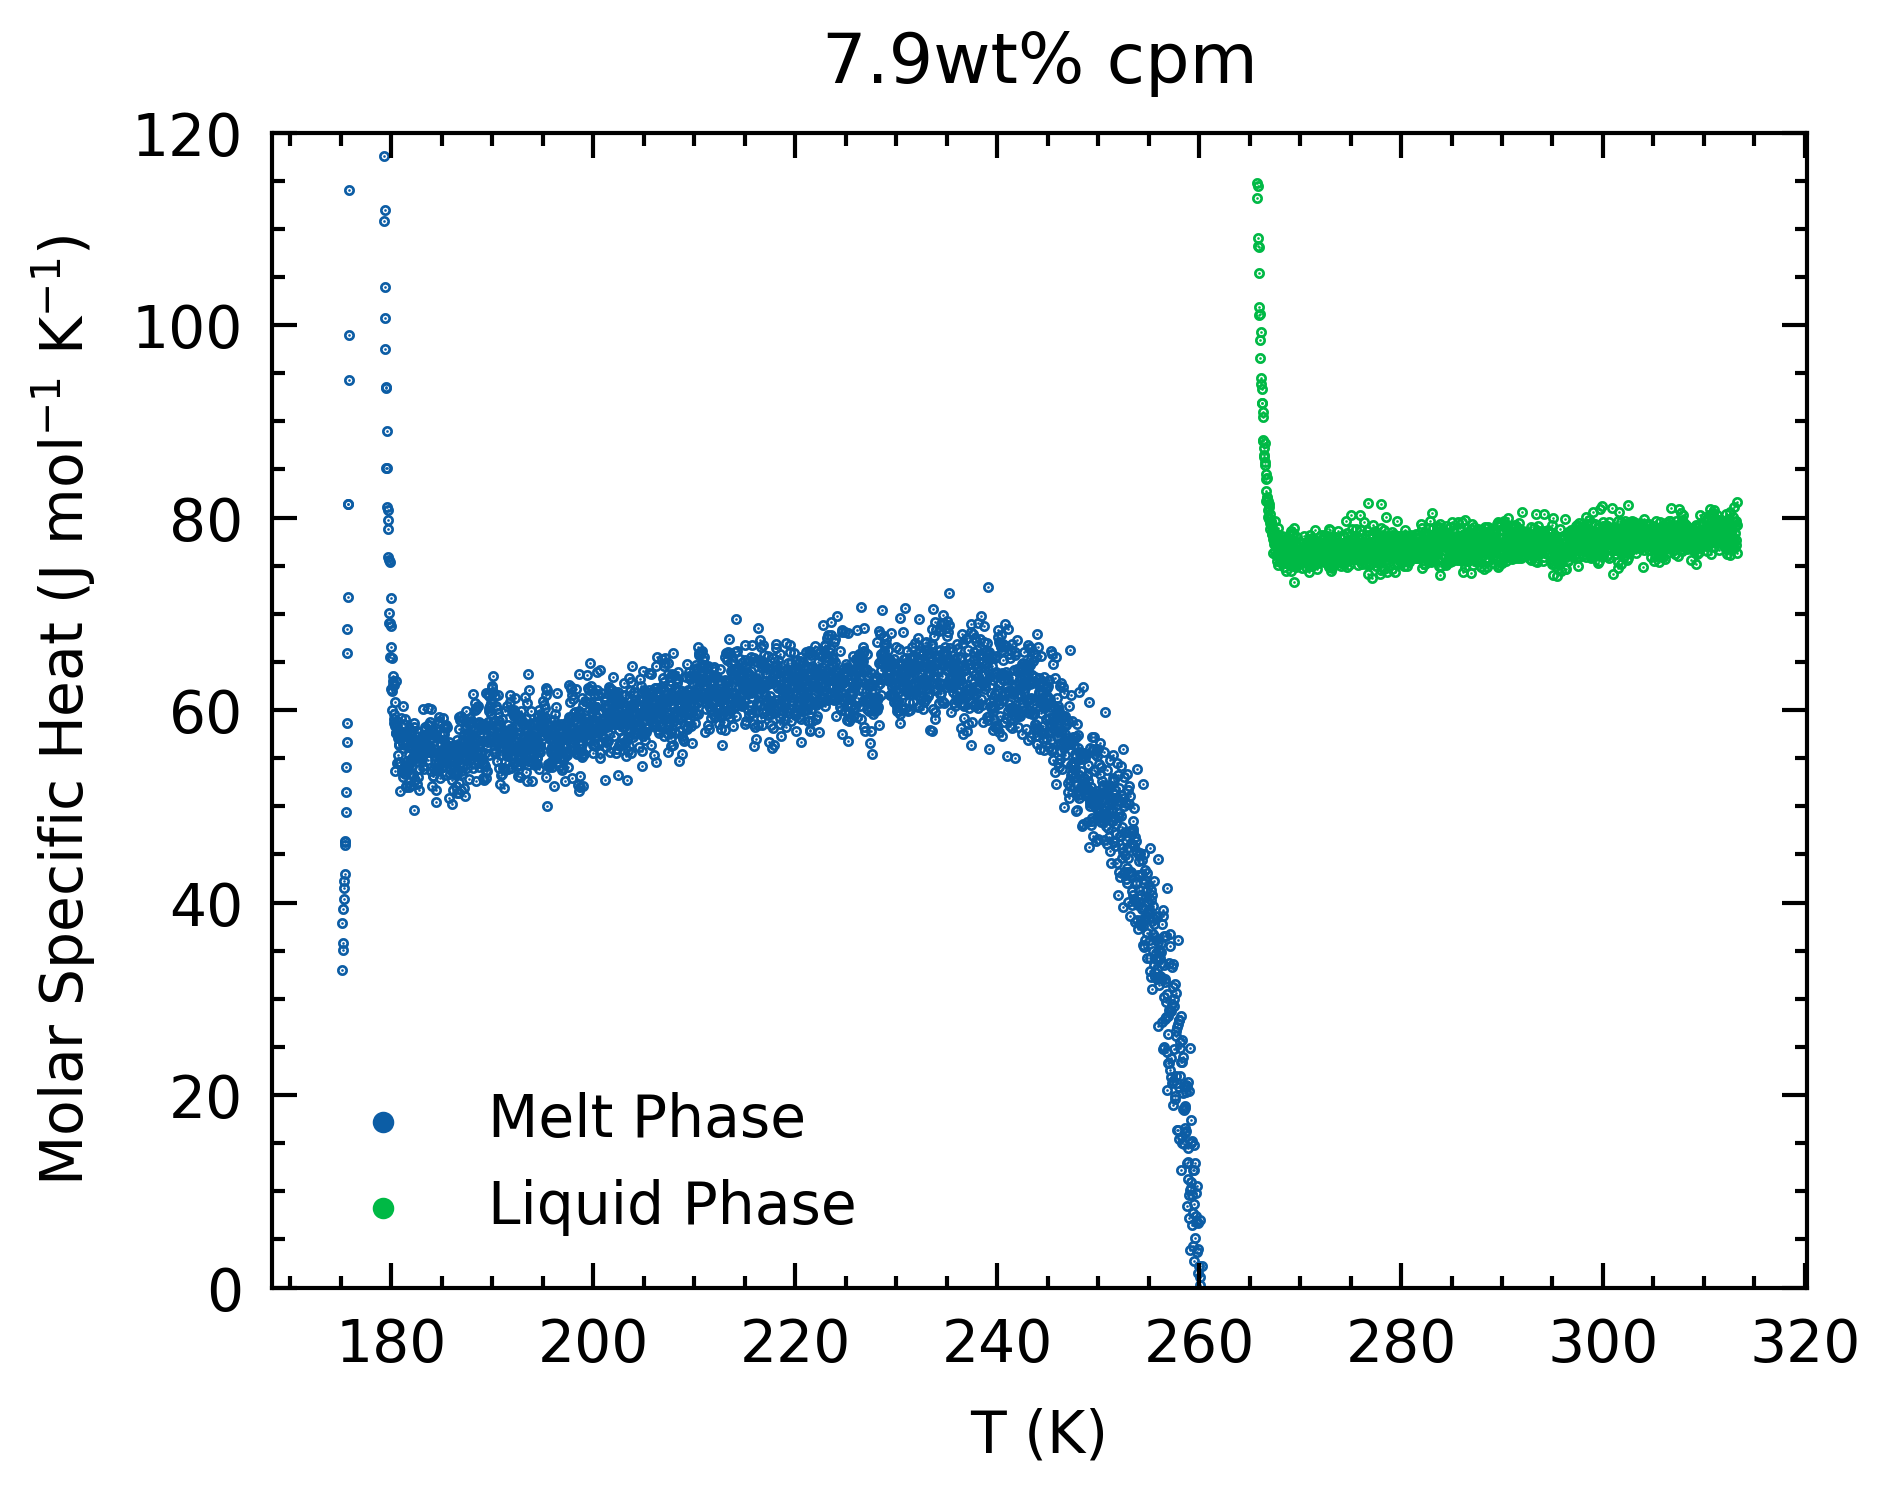 7.9wt% cpm
Molar Specific Heat (J mol⁻¹ K⁻¹)
120
100
80
60
40
20
0
Melt Phase
Liquid Phase
180 200 220 240 260 280 300 320
T (K)